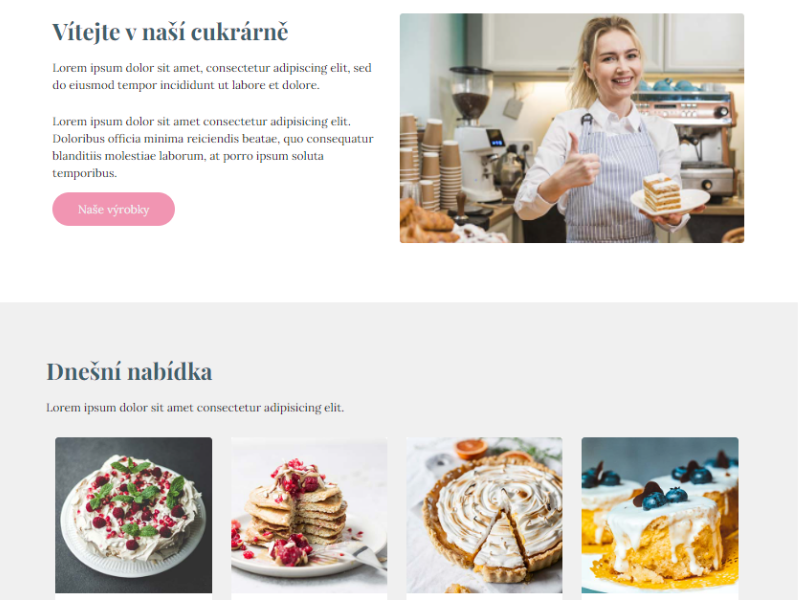 Vítejte v naší cukrárně
Lorem ipsum dolor sit amet, consectetur adipiscing elit, sed
do eiusmod tempor incididunt ut labore et dolore.
Lorem ipsum dolor sit amet consectetur adipisicing elit.
Doloribus officia minima reiciendis beatae, quo consequatur
blanditiis molestiae laborum, at porro ipsum soluta
temporibus.
Naše výrobky
Dnešní nabídka
Lorem ipsum dolor sit amet consectetur adipisicing elit.